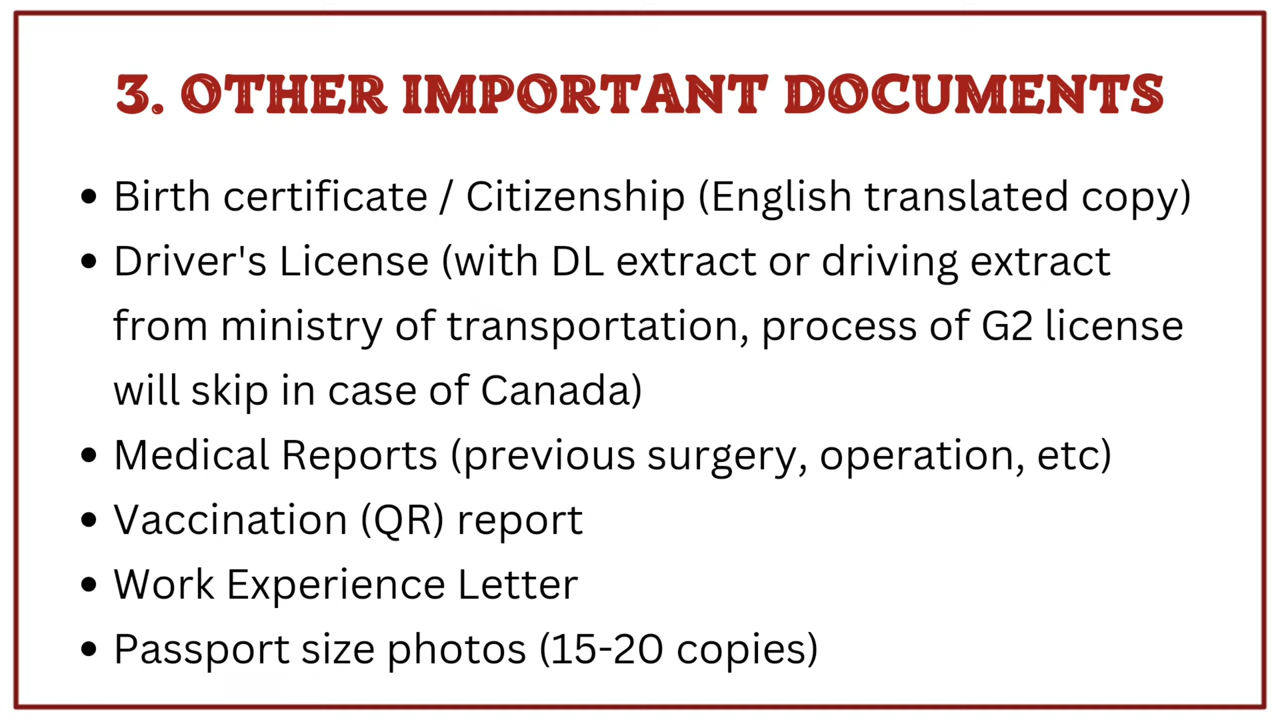 3. OTHER IMPORTANT DOCUMENTS
• Birth certificate / Citizenship (English translated copy)
• Driver's License (with DL extract or driving extract
from ministry of transportation, process of G2 license
will skip in case of Canada)
• Medical Reports (previous surgery, operation, etc)
• Vaccination (QR) report
• Work Experience Letter
• Passport size photos (15-20 copies)